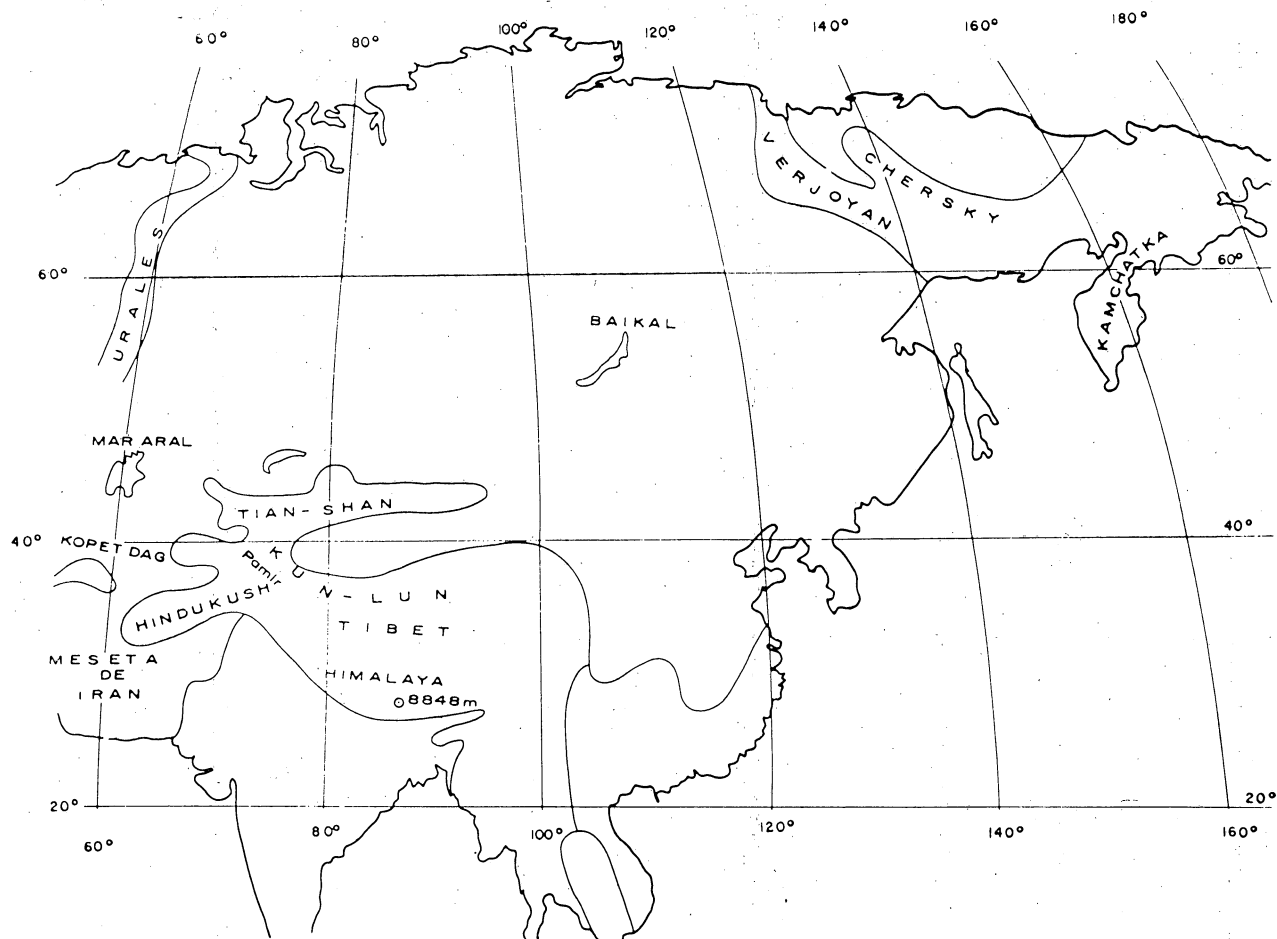 60° 80° 100° 120° 140° 160° 180°
VERJOYAN
CHERSKY
URALES
KAMCHATKA
60° 60°
BAIKAL
MAR ARAL
TIAN-SHAN
40° 40°
KOPET DAG
Pamir
KUN-LUN
HINDUKUSH
TIBET
MESETA
DE
IRAN
HIMALAYA
8848m
20° 20°
60° 80° 100° 120° 140° 160°